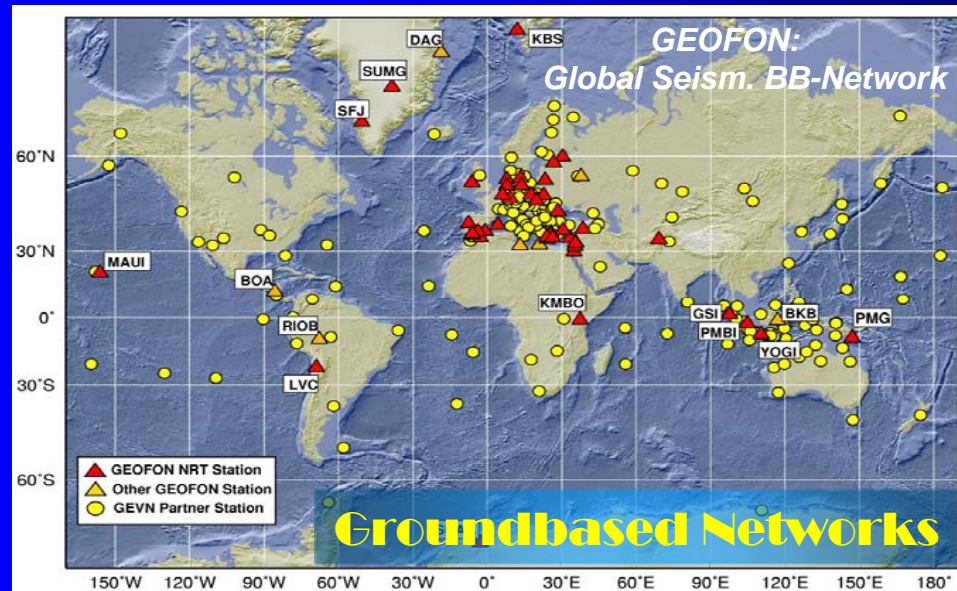 GEOFON:
Global Seism. BB-Network
DAG
KBS
SUMG
SFJ
60°N
30°N
MAUI
BOA
KMBO
GSI
BKB
PMG
0°
RIOB
PMBI
YOGI
LVC
30°S
60°S
GEOFON NRT Station
Other GEOFON Station
GEVN Partner Station
Groundbased Networks
150°W 120°W 90°W 60°W 30°W 0° 30°E 60°E 90°E 120°E 150°E 180°